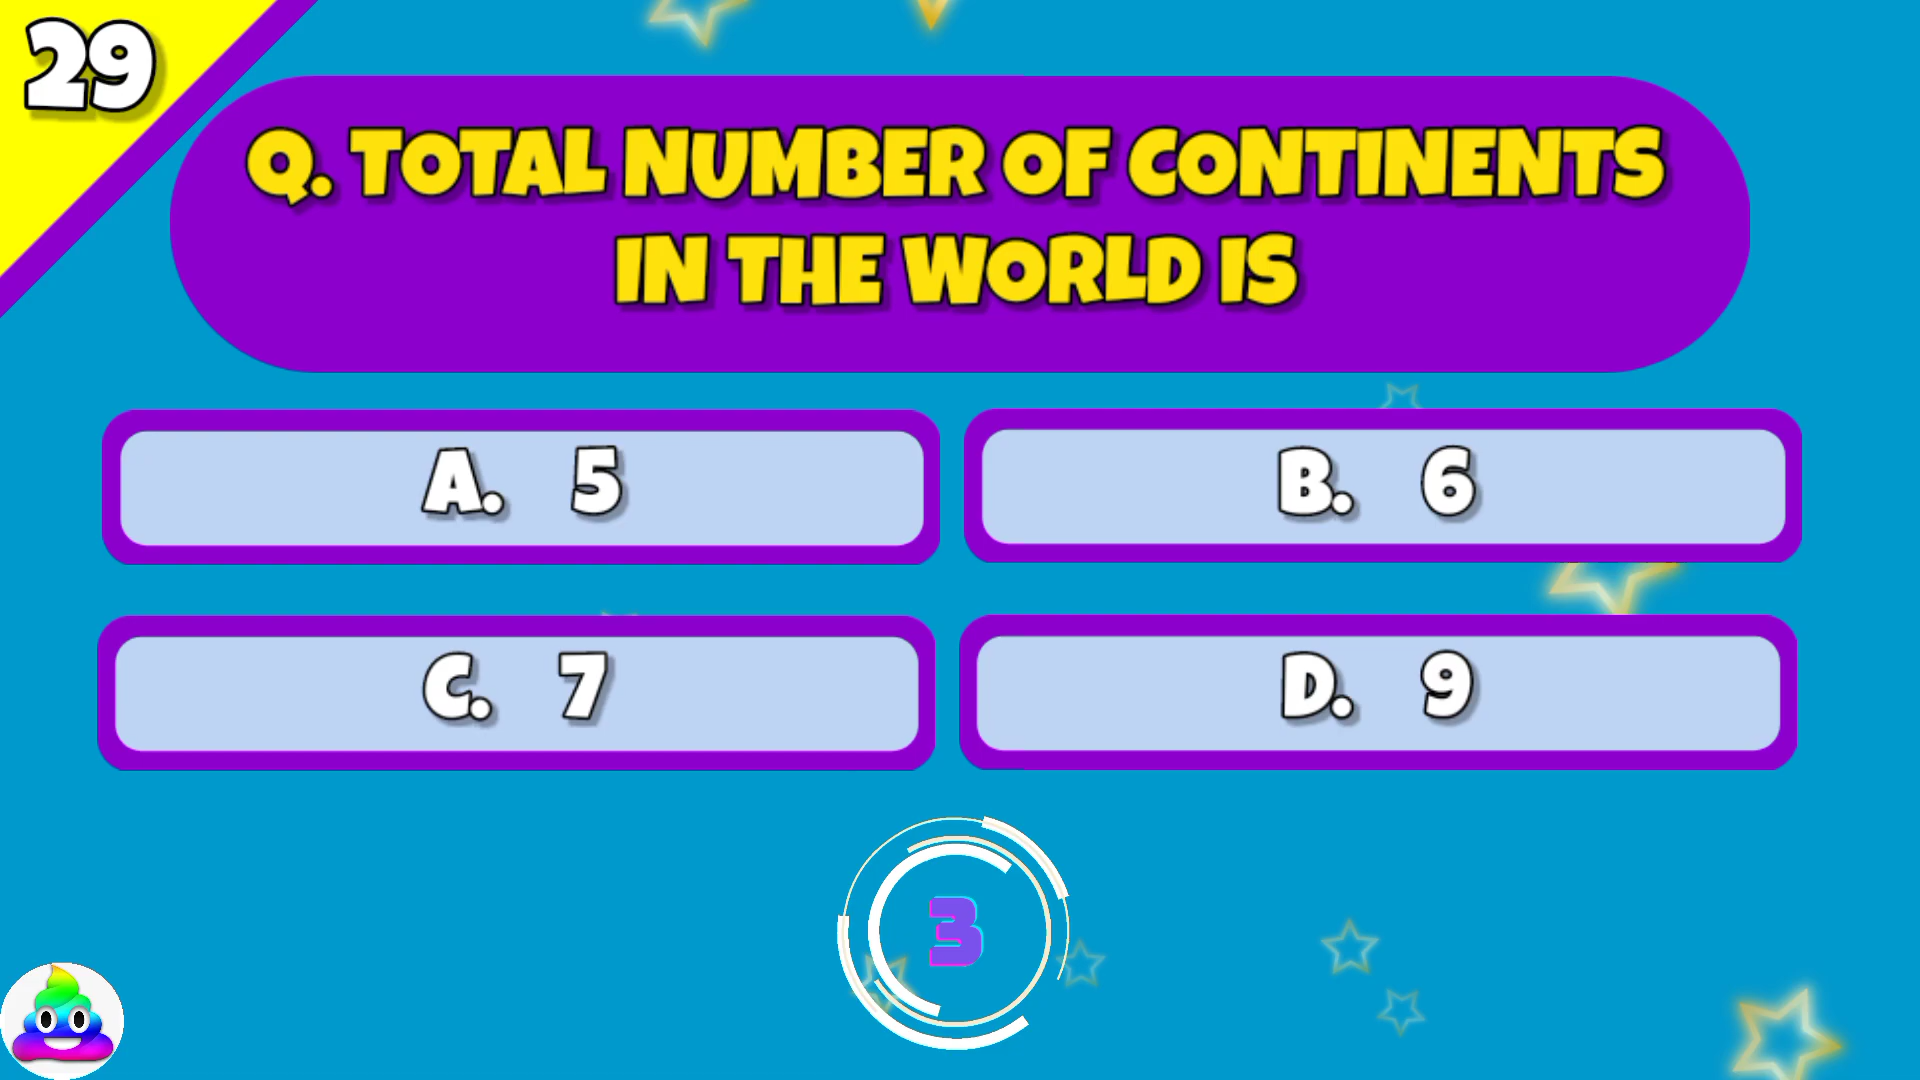 29
Q. TOTAL NUMBER OF CONTINENTS
IN THE WORLD IS
A. 5
B. 6
C. 7
D. 9
3